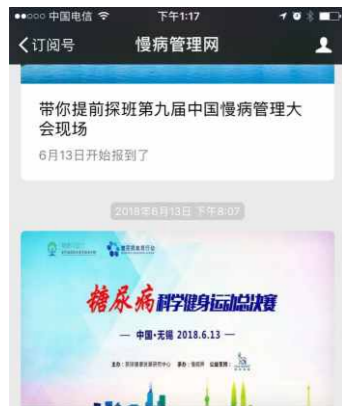 中国电信
下午1:17
订阅号
慢病管理网
带你提前探班第九届中国慢病管理大
会现场
6月13日开始报到了
2018年6月13日 下午8:07
糖尿病科学健身运动总决赛
— 中国·无锡 2018.6.13 —